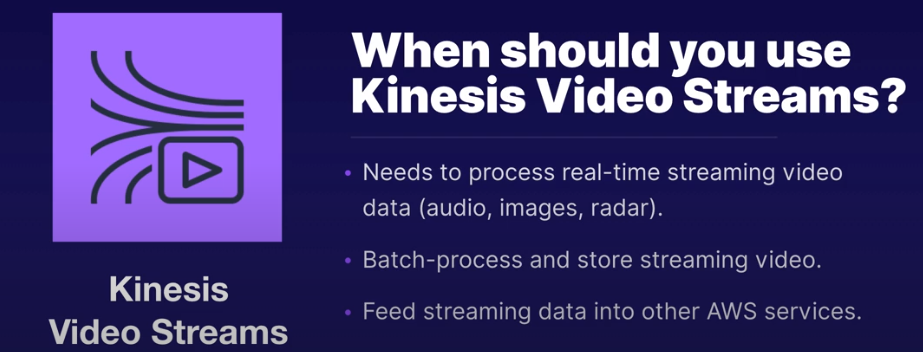 When should you use
Kinesis Video Streams?
• Needs to process real-time streaming video
data (audio, images, radar).
• Batch-process and store streaming video.
• Feed streaming data into other AWS services.
Kinesis
Video Streams